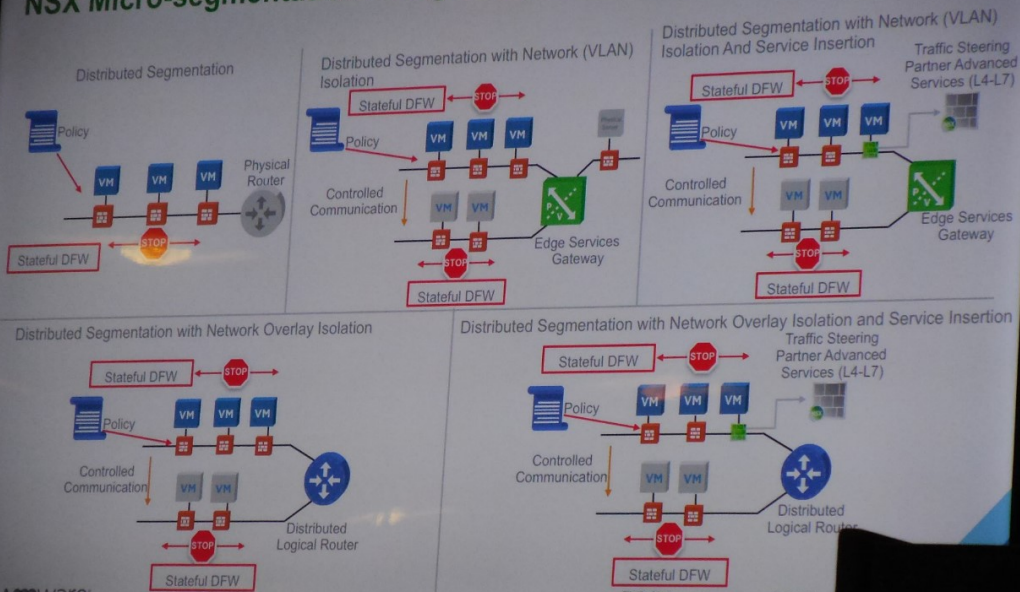 NSX Micro-segmentation
Distributed Segmentation
Policy
VM
VM
VM
Physical
Router
STOP
Stateful DFW
Distributed Segmentation with Network (VLAN)
Isolation
Stateful DFW
STOP
Policy
VM
VM
VM
Controlled
Communication
VM
VM
Edge Services
Gateway
STOP
Stateful DFW
Distributed Segmentation with Network (VLAN)
Isolation And Service Insertion
Traffic Steering
Partner Advanced
Services (L4-L7)
Stateful DFW
STOP
Policy
VM
VM
VM
Controlled
Communication
VM
VM
Edge Services
Gateway
STOP
Stateful DFW
Distributed Segmentation with Network Overlay Isolation
Stateful DFW
STOP
Policy
VM
VM
VM
Controlled
Communication
VM
VM
Distributed
Logical Router
STOP
Stateful DFW
Distributed Segmentation with Network Overlay Isolation and Service Insertion
Traffic Steering
Partner Advanced
Services (L4-L7)
Stateful DFW
STOP
Policy
VM
VM
VM
Controlled
Communication
VM
VM
Distributed
Logical Router
STOP
Stateful DFW